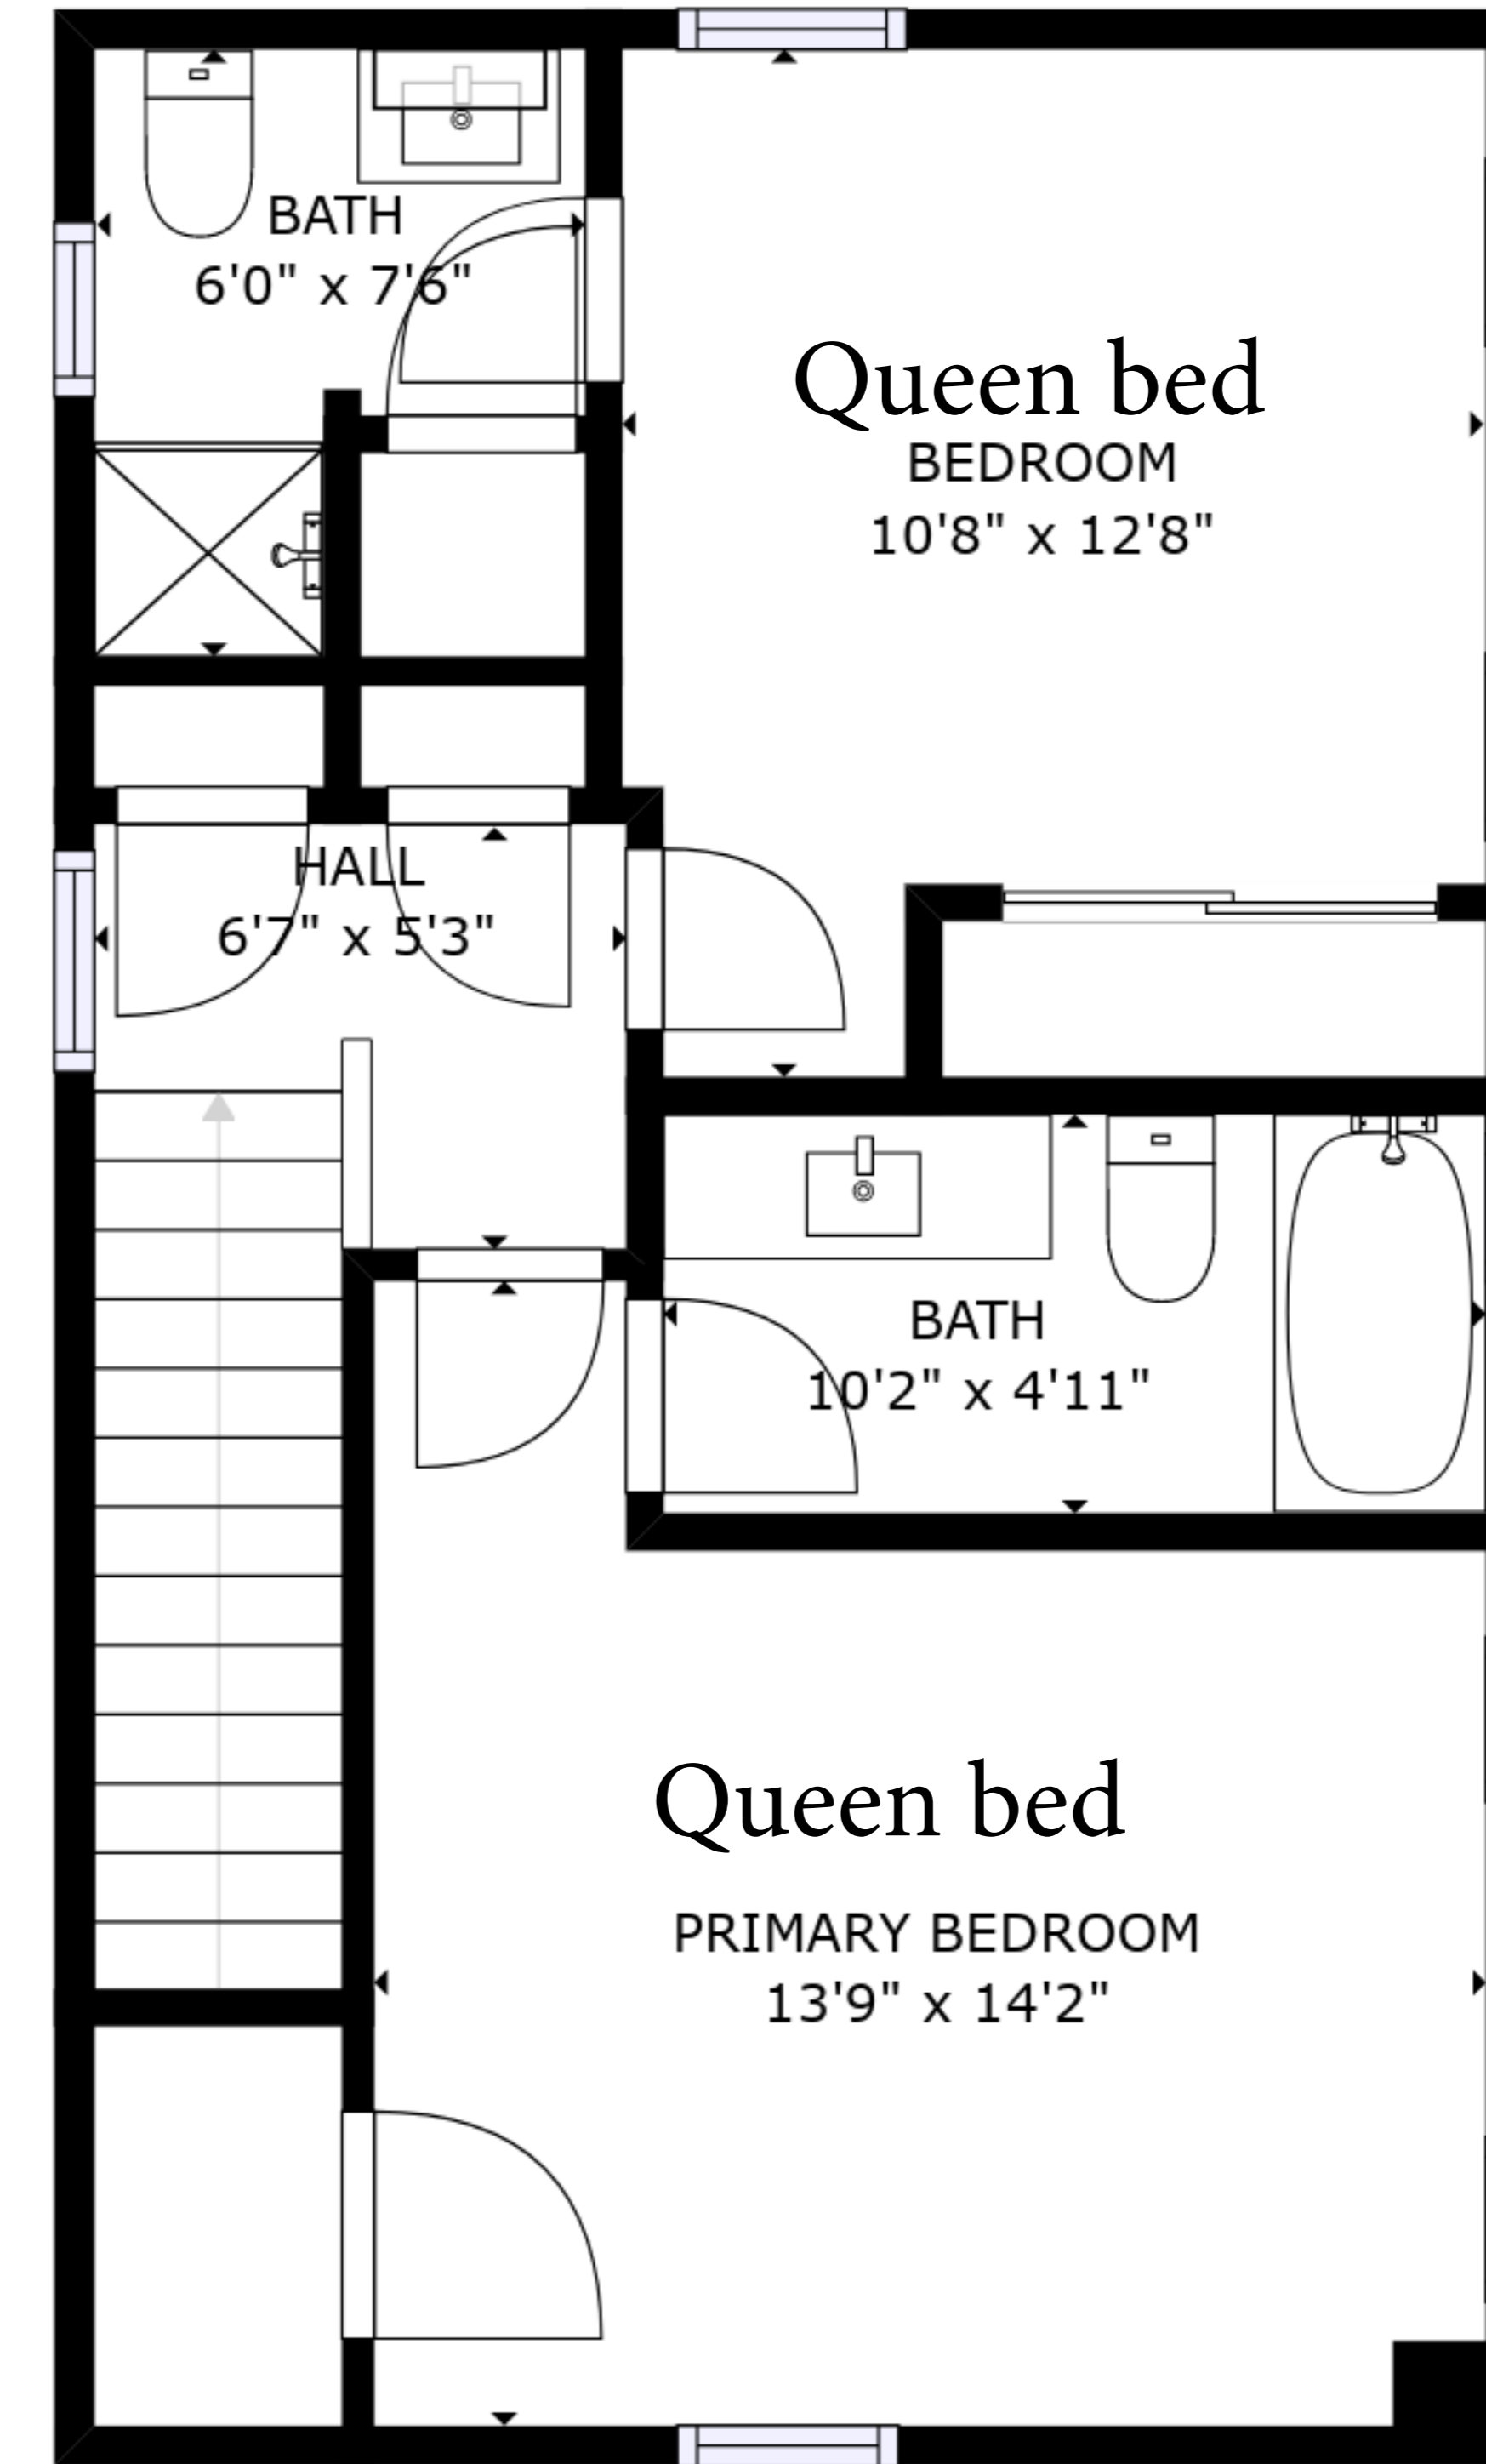 BATH
6'0" x 7'6"
Queen bed
BEDROOM
10'8" x 12'8"
HALL
6'7" x 5'3"
BATH
10'2" x 4'11"
Queen bed
PRIMARY BEDROOM
13'9" x 14'2"